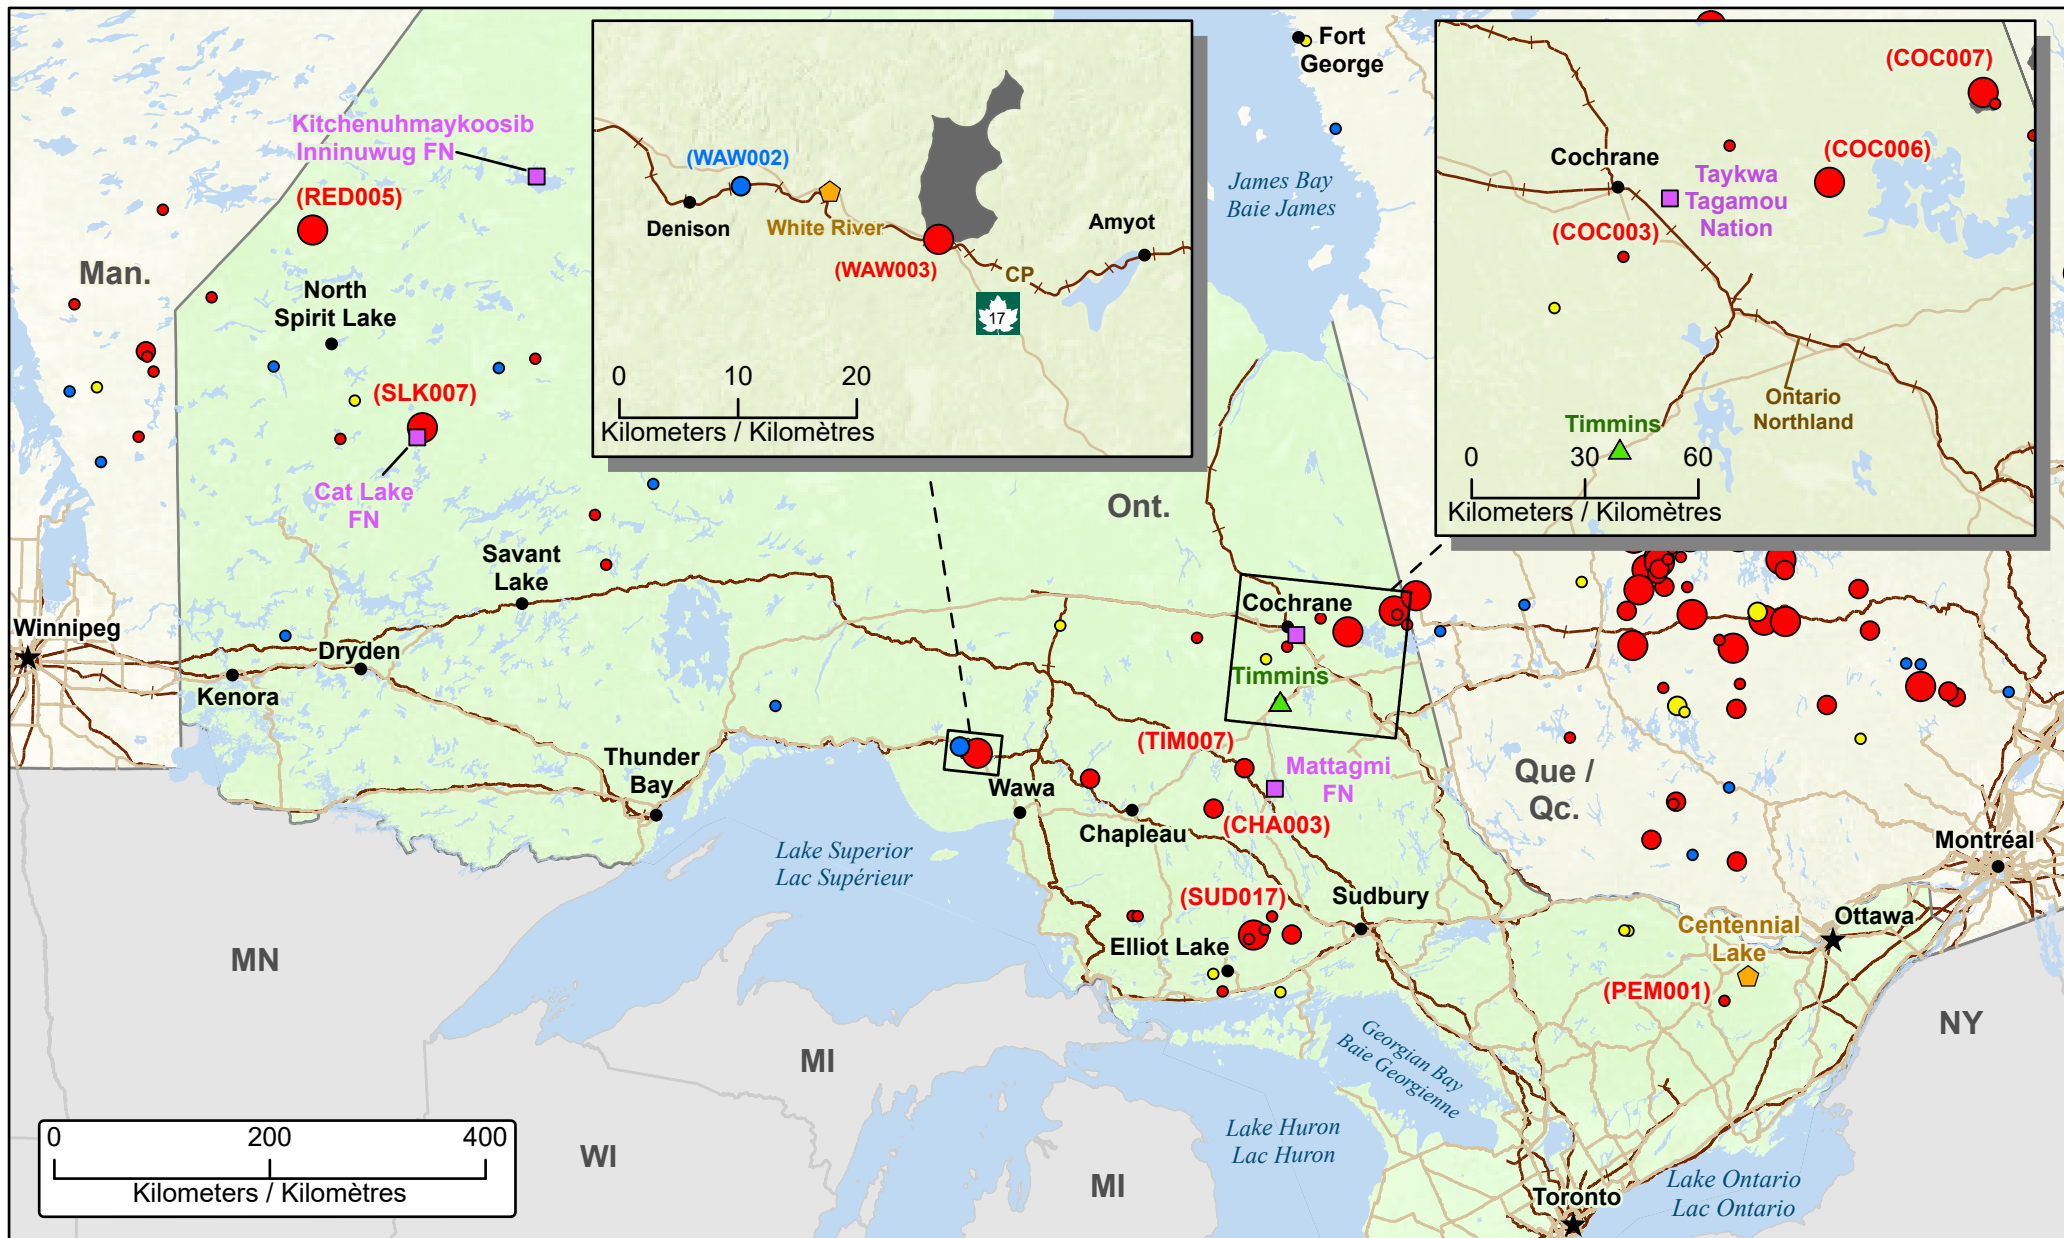 Fort
George
(COC007)
Kitchenuhmaykoosib
Inninuwug FN
(WAW002)
Cochrane
(COC006)
Taykwa
Tagamou
Nation
James Bay
Baie James
(RED005)
Denison
White River
Amyot
(COC003)
Man.
(WAW003)
CP
North
Spirit Lake
17
0
10
20
Kilometers / Kilomètres
Ontario
Northland
Timmins
0
30
60
Kilometers / Kilomètres
(SLK007)
Cat Lake
FN
Ont.
Savant
Lake
Cochrane
Winnipeg
Dryden
Kenora
Timmins
Thunder
Bay
Wawa
(TIM007)
Mattagmi
FN
Que /
Qc.
Chapleau
(CHA003)
Montréal
Lake Superior
Lac Supérieur
(SUD017)
Sudbury
Elliot Lake
Centennial
Lake
Ottawa
(PEM001)
MN
MI
NY
Georgian Bay
Baie Georgienne
0
200
400
Kilometers / Kilomètres
WI
MI
Lake Huron
Lac Huron
Toronto
Lake Ontario
Lac Ontario